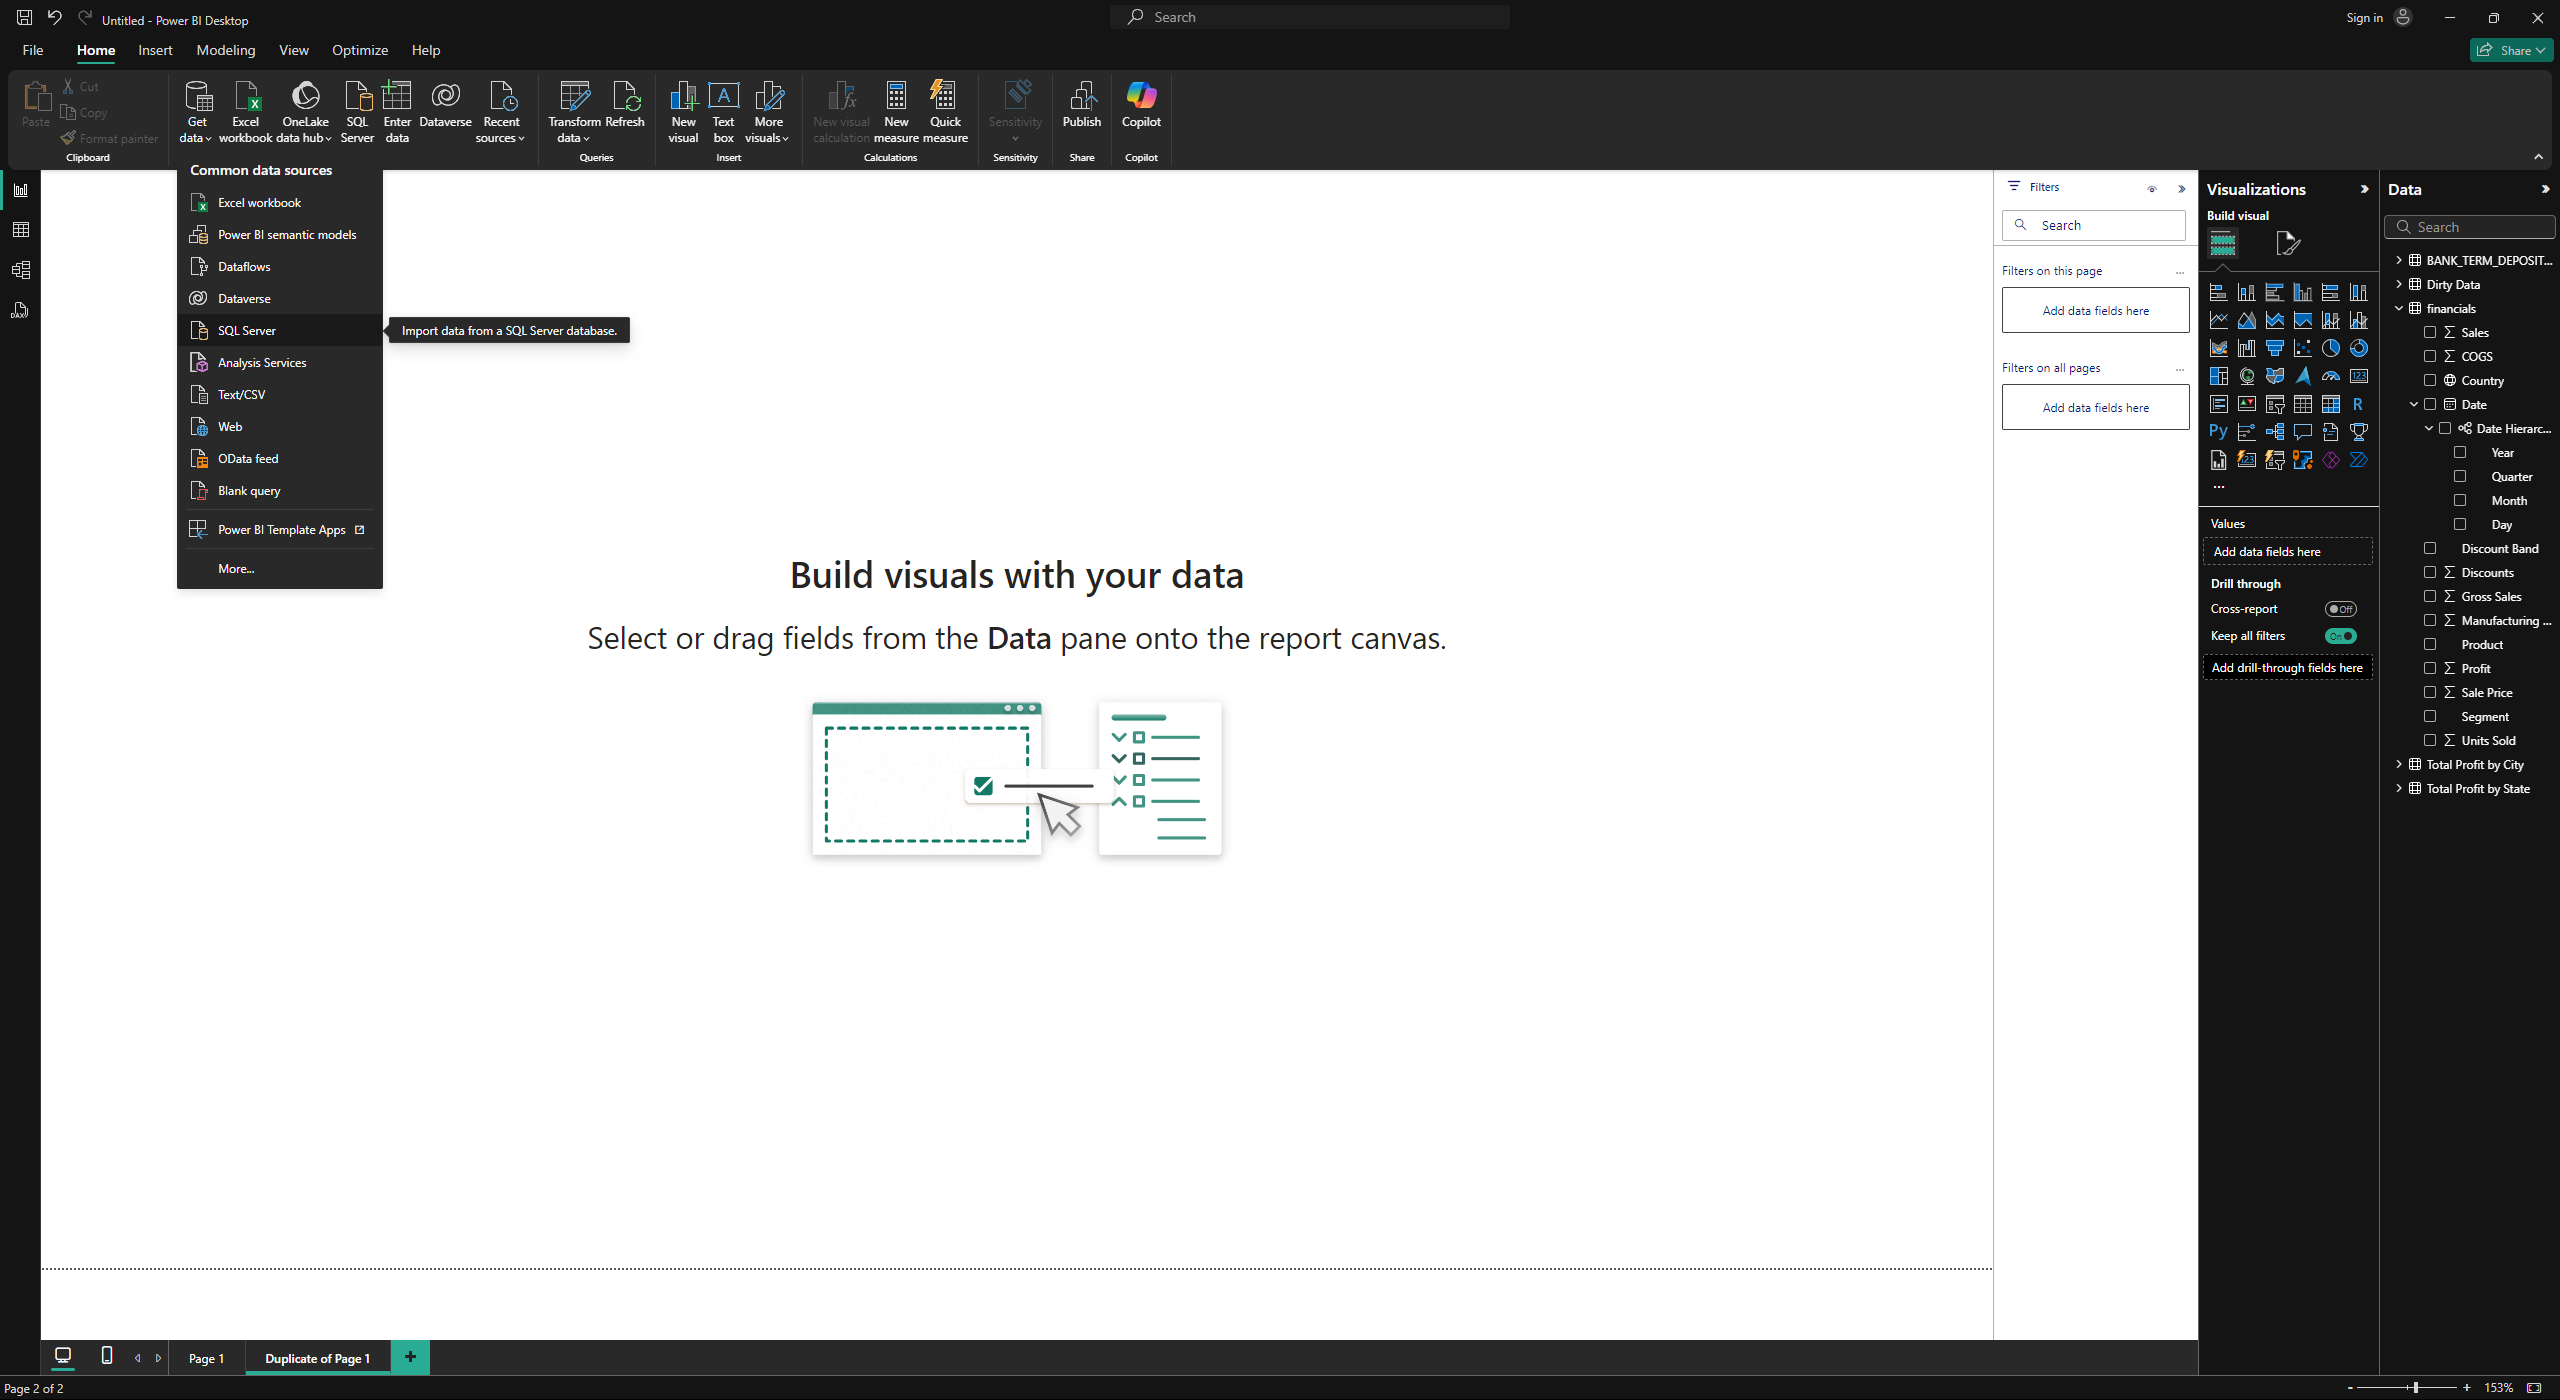 Untitled - Power BI Desktop
Search
Sign in
File
Home
Insert
Modeling
View
Optimize
Help
Share
Paste
Cut
Copy
Format painter
Clipboard
Get data
Excel workbook
OneLake data hub
SQL Server
Enter data
Dataverse
Recent sources
Transform data
Refresh
Queries
New visual
Text box
More visuals
Insert
New visual calculation
New measure
Quick measure
Calculations
Sensitivity
Sensitivity
Publish
Share
Copilot
Copilot
Common data sources
Excel workbook
Power BI semantic models
Dataflows
Dataverse
SQL Server
Import data from a SQL Server database.
Analysis Services
Text/CSV
Web
OData feed
Blank query
Power BI Template Apps
More...
Build visuals with your data
Select or drag fields from the Data pane onto the report canvas.
Filters
Search
Filters on this page
...
Add data fields here
Filters on all pages
...
Add data fields here
Visualizations
Build visual
123
R
Py
123
...
Values
Add data fields here
Drill through
Cross-report
Off
Keep all filters
On
Add drill-through fields here
Data
Search
BANK_TERM_DEPOSIT...
Dirty Data
financials
Sales
COGS
Country
Date
Date Hierarc...
Year
Quarter
Month
Day
Discount Band
Discounts
Gross Sales
Manufacturing ...
Product
Profit
Sale Price
Segment
Units Sold
Total Profit by City
Total Profit by State
DAX
Page 1
Duplicate of Page 1
+
Page 2 of 2
- + 153%